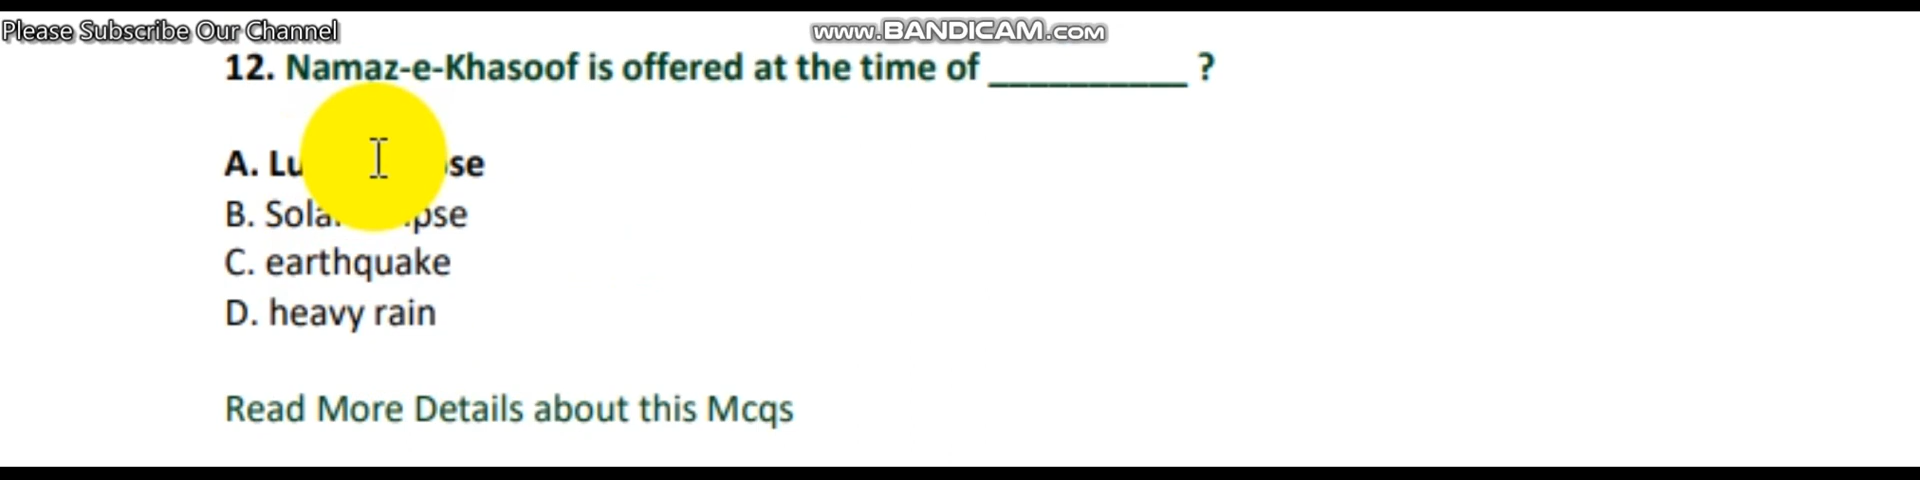 Please Subscribe Our Channel
www.BANDICAM.com
12. Namaz-e-Khasoof is offered at the time of __________ ?
A.
B.
C. earthquake
D. heavy rain
Read More Details about this Mcqs